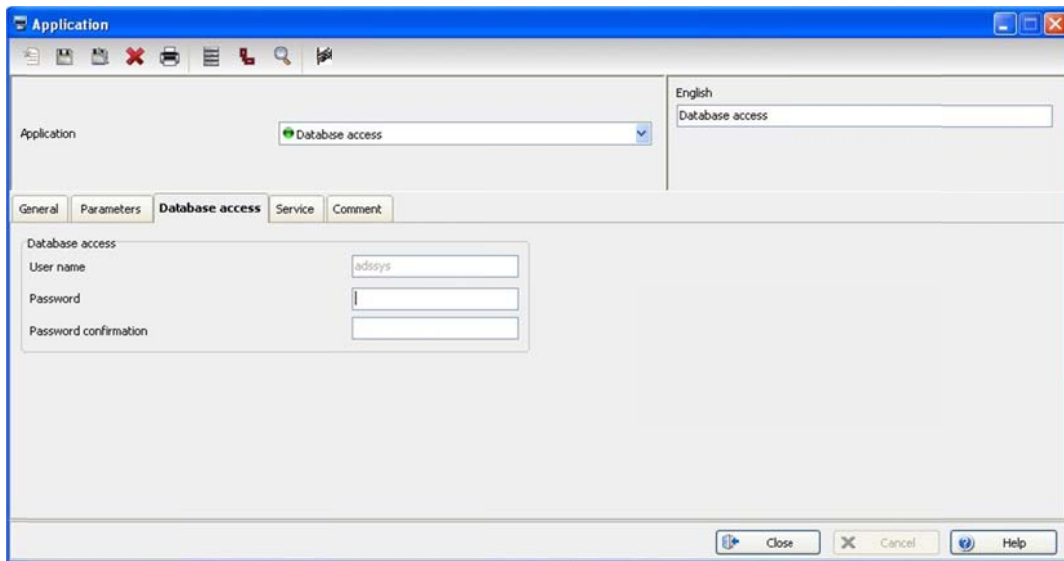 Application
English
Database access
Application
Database access
General Parameters Database access Service Comment
Database access
User name
adssys
Password
Password confirmation
Close Cancel Help